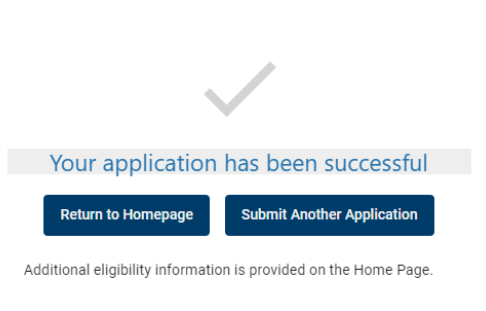 Your application has been successful
Return to Homepage
Submit Another Application
Additional eligibility information is provided on the Home Page.